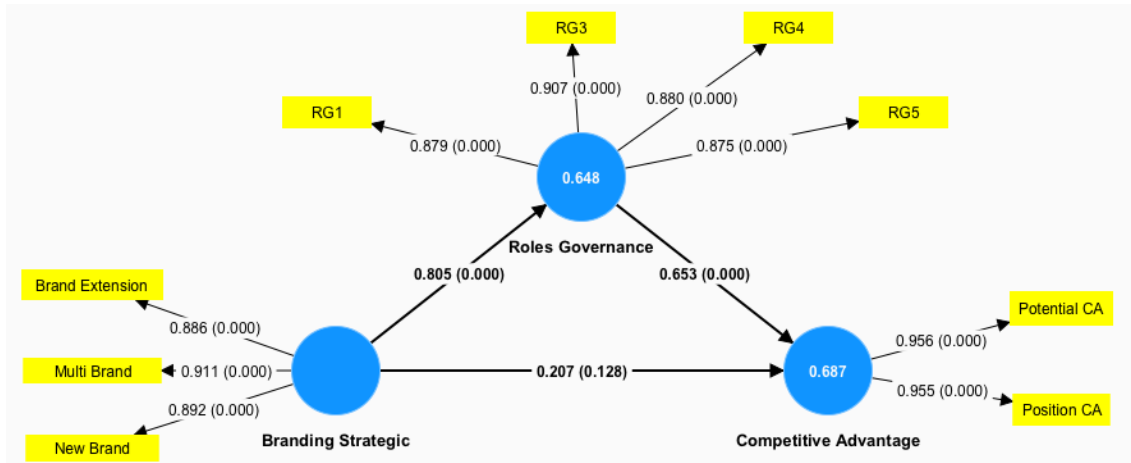 RG3
RG4
0.907 (0.000)
0.880 (0.000)
RG1
RG5
0.879 (0.000)
0.875 (0.000)
0.648
Roles Governance
0.805 (0.000)
0.653 (0.000)
Brand Extension
0.886 (0.000)
Potential CA
0.956 (0.000)
Multi Brand
0.911 (0.000)
0.207 (0.128)
0.687
0.955 (0.000)
0.892 (0.000)
Position CA
New Brand
Branding Strategic
Competitive Advantage